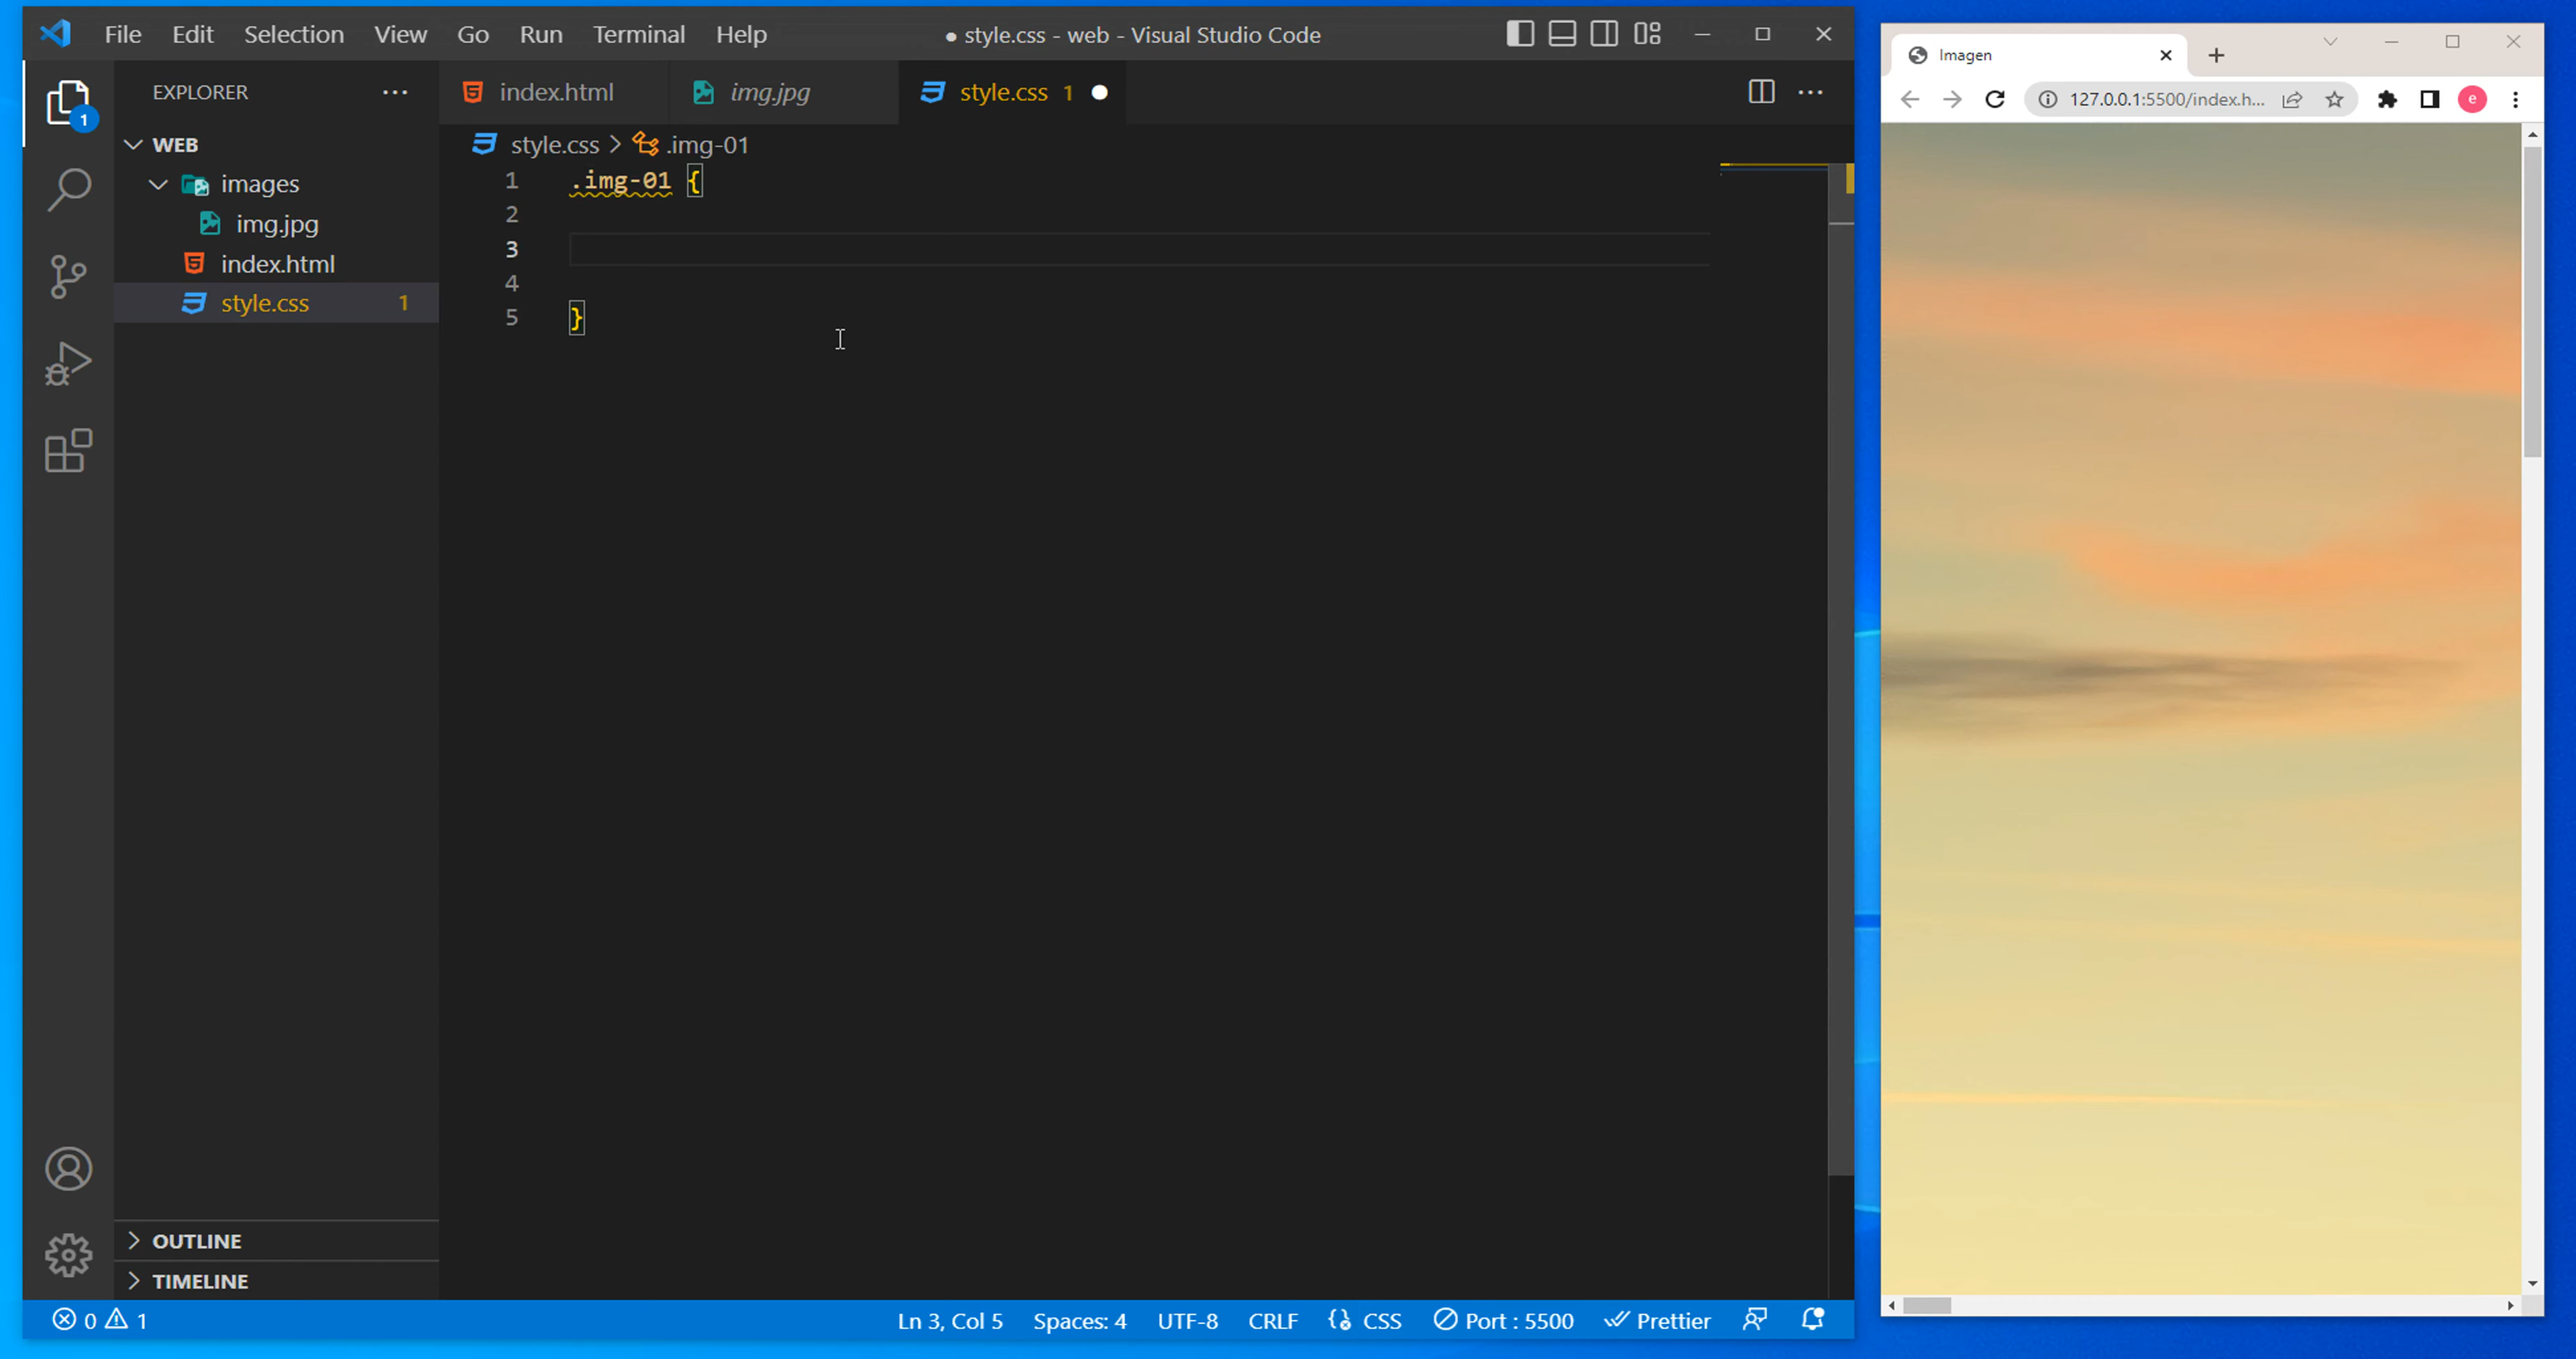 File Edit Selection View Go Run Terminal Help
● style.css - web - Visual Studio Code
EXPLORER ···
WEB
images
img.jpg
index.html
style.css 1
1
OUTLINE
TIMELINE
index.html
img.jpg
style.css 1 ●
style.css > .img-01
1 .img-01 {
2
3
4
5 }
0 1
Ln 3, Col 5 Spaces: 4 UTF-8 CRLF CSS Port : 5500 Prettier
Imagen
127.0.0.1:5500/index.h...
e